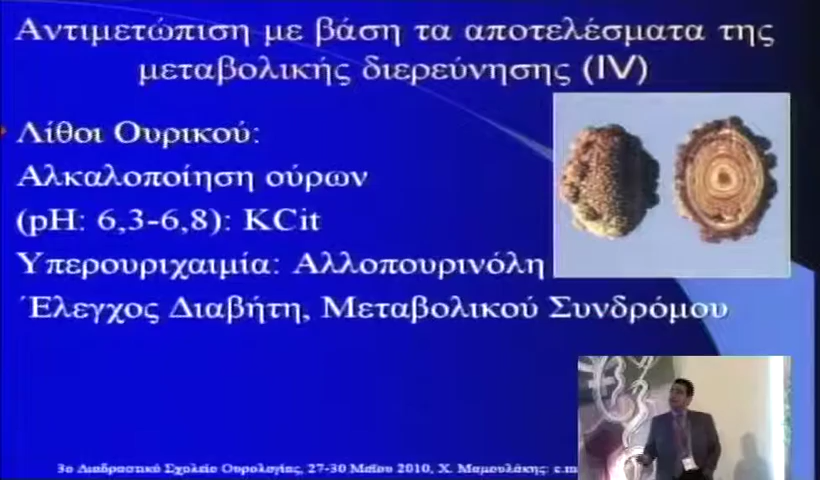 Αντιμετώπιση με βάση τα αποτελέσματα της
μεταβολικής διερεύνησης (IV)
Λίθοι Ουρικού:
Αλκαλοποίηση ούρων
(pH: 6,3-6,8): KCit
Υπερουριχαιμία: Αλλοπουρινόλη
Έλεγχος Διαβήτη, Μεταβολικού Συνδρόμου
3ο Διαδραστικό Σχολείο Ουρολογίας, 27-30 Μαΐου 2010, Χ. Μαμουλάκης: c.m